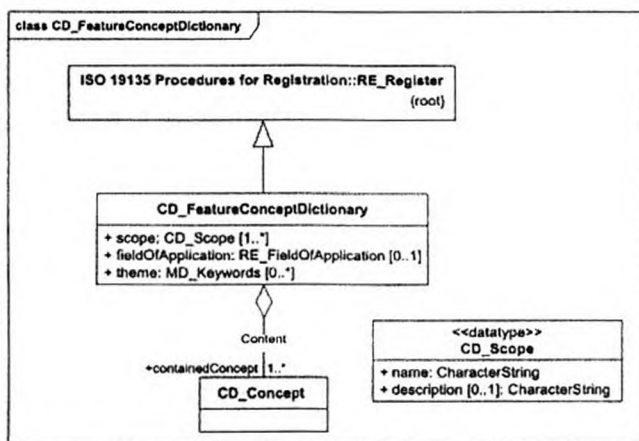 class CD_FeatureConceptDictionary
ISO 19135 Procedures for Registration::RE_Register
{root}
CD_FeatureConceptDictionary
+ scope: CD_Scope [1..*]
+ fieldOfApplication: RE_FieldOfApplication [0..1]
+ theme: MD_Keywords [0..*]
Content
+containedConcept 1..*
CD_Concept
<<datatype>>
CD_Scope
+ name: CharacterString
+ description [0..1]: CharacterString